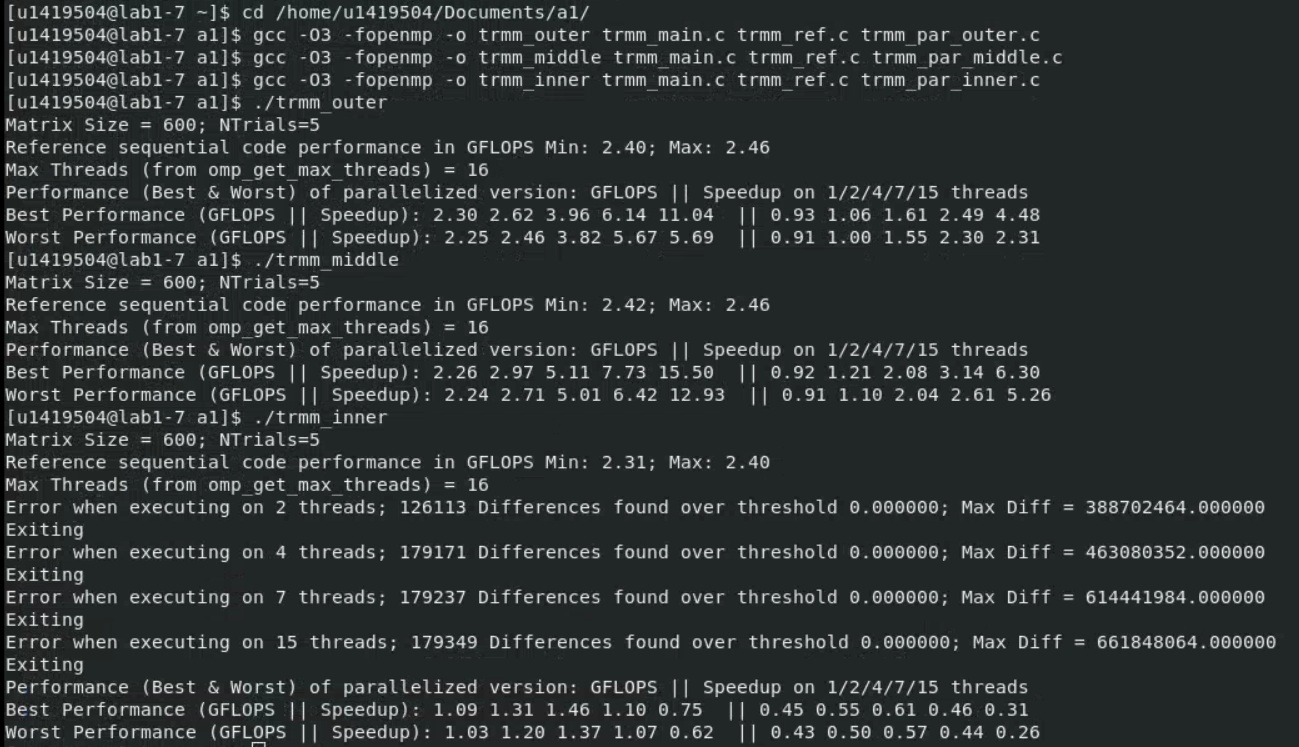 [u1419504@lab1-7 ~]$ cd /home/u1419504/Documents/a1/
[u1419504@lab1-7 a1]$ gcc -O3 -fopenmp -o trmm_outer trmm_main.c trmm_ref.c trmm_par_outer.c
[u1419504@lab1-7 a1]$ gcc -O3 -fopenmp -o trmm_middle trmm_main.c trmm_ref.c trmm_par_middle.c
[u1419504@lab1-7 a1]$ gcc -O3 -fopenmp -o trmm_inner trmm_main.c trmm_ref.c trmm_par_inner.c
[u1419504@lab1-7 a1]$ ./trmm_outer
Matrix Size = 600; NTrials=5
Reference sequential code performance in GFLOPS Min: 2.40; Max: 2.46
Max Threads (from omp_get_max_threads) = 16
Performance (Best & Worst) of parallelized version: GFLOPS || Speedup on 1/2/4/7/15 threads
Best Performance (GFLOPS || Speedup): 2.30 2.62 3.96 6.14 11.04  || 0.93 1.06 1.61 2.49 4.48
Worst Performance (GFLOPS || Speedup): 2.25 2.46 3.82 5.67 5.69  || 0.91 1.00 1.55 2.30 2.31
[u1419504@lab1-7 a1]$ ./trmm_middle
Matrix Size = 600; NTrials=5
Reference sequential code performance in GFLOPS Min: 2.42; Max: 2.46
Max Threads (from omp_get_max_threads) = 16
Performance (Best & Worst) of parallelized version: GFLOPS || Speedup on 1/2/4/7/15 threads
Best Performance (GFLOPS || Speedup): 2.26 2.97 5.11 7.73 15.50  || 0.92 1.21 2.08 3.14 6.30
Worst Performance (GFLOPS || Speedup): 2.24 2.71 5.01 6.42 12.93  || 0.91 1.10 2.04 2.61 5.26
[u1419504@lab1-7 a1]$ ./trmm_inner
Matrix Size = 600; NTrials=5
Reference sequential code performance in GFLOPS Min: 2.31; Max: 2.40
Max Threads (from omp_get_max_threads) = 16
Error when executing on 2 threads; 126113 Differences found over threshold 0.000000; Max Diff = 388702464.000000
Exiting
Error when executing on 4 threads; 179171 Differences found over threshold 0.000000; Max Diff = 463080352.000000
Exiting
Error when executing on 7 threads; 179237 Differences found over threshold 0.000000; Max Diff = 614441984.000000
Exiting
Error when executing on 15 threads; 179349 Differences found over threshold 0.000000; Max Diff = 661848064.000000
Exiting
Performance (Best & Worst) of parallelized version: GFLOPS || Speedup on 1/2/4/7/15 threads
Best Performance (GFLOPS || Speedup): 1.09 1.31 1.46 1.10 0.75  || 0.45 0.55 0.61 0.46 0.31
Worst Performance (GFLOPS || Speedup): 1.03 1.20 1.37 1.07 0.62  || 0.43 0.50 0.57 0.44 0.26